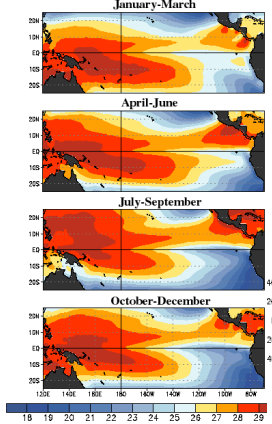 January-March
20N
10N
EQ
10S
20S
April-June
20N
10N
EQ
10S
20S
July-September
20N
10N
EQ
10S
20S
October-December
20N
10N
EQ
10S
20S
120E 140E 160E 180 160W 140W 120W 100W 80W
18 19 20 21 22 23 24 25 26 27 28 29